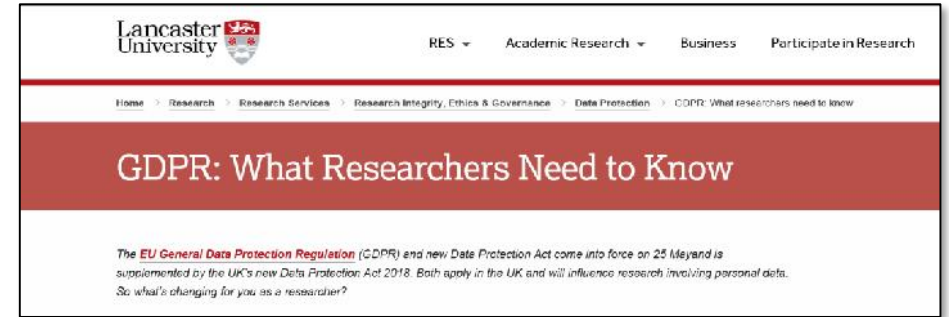 Lancaster
University
RES Academic Research Business Participate in Research
Home > Research > Research Services > Research Integrity, Ethics & Governance > Data Protection > GDPR: What researchers need to know
GDPR: What Researchers Need to Know
The EU General Data Protection Regulation (GDPR) and new Data Protection Act come into force on 25 Mayand is
supplemented by the UK's new Data Protection Act 2018. Both apply in the UK and will influence research involving personal data.
So what's changing for you as a researcher?